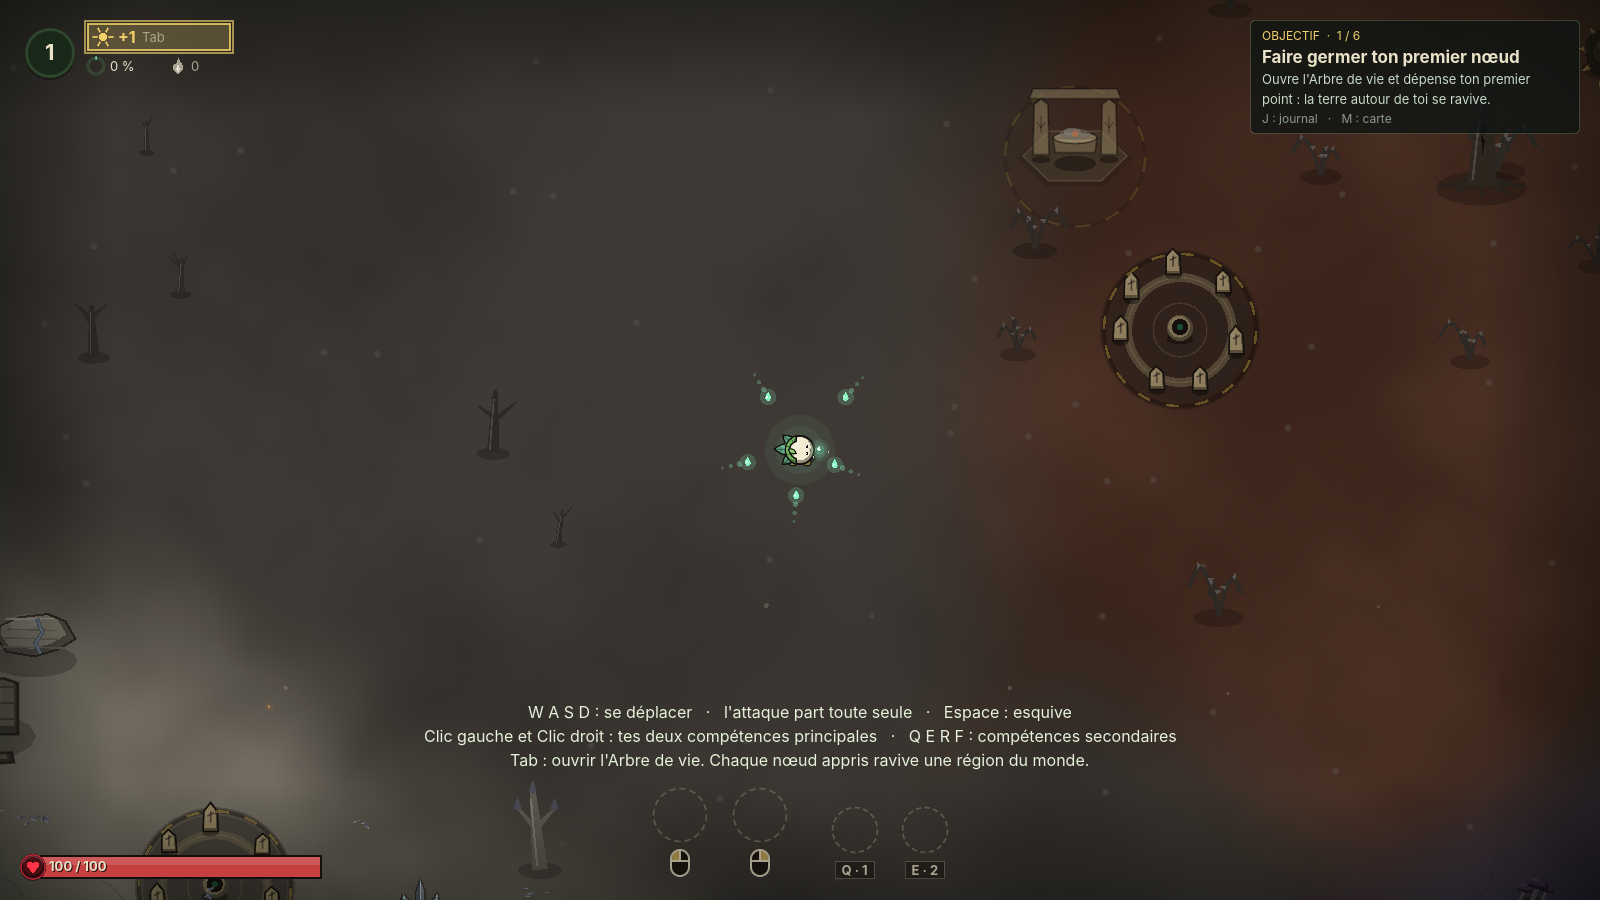 1
+1 Tab
0 %
0
OBJECTIF · 1 / 6
Faire germer ton premier nœud
Ouvre l'Arbre de vie et dépense ton premier
point : la terre autour de toi se ravive.
J : journal · M : carte
W A S D : se déplacer · l'attaque part toute seule · Espace : esquive
Clic gauche et Clic droit : tes deux compétences principales · Q E R F : compétences secondaires
Tab : ouvrir l'Arbre de vie. Chaque nœud appris ravive une région du monde.
100 / 100
Q · 1
E · 2